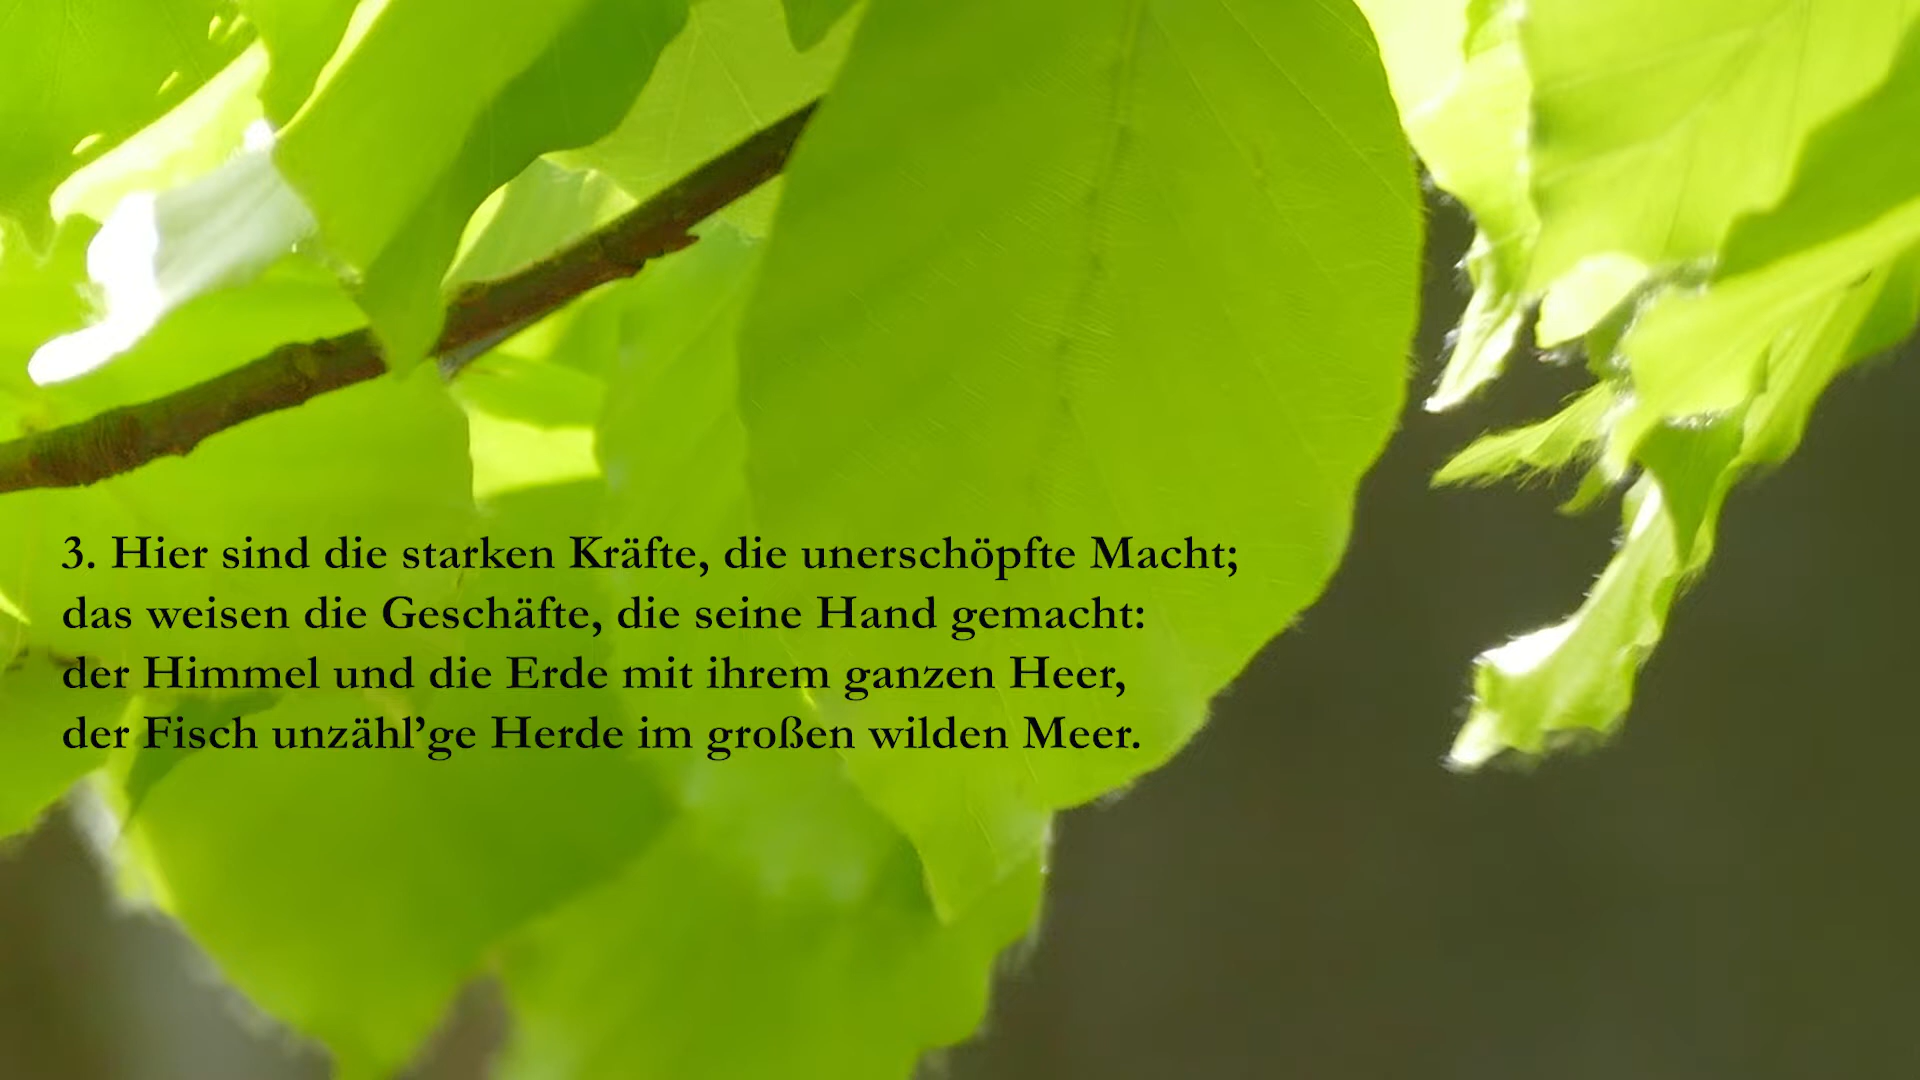 3. Hier sind die starken Kräfte, die unerschöpfte Macht;
das weisen die Geschäfte, die seine Hand gemacht:
der Himmel und die Erde mit ihrem ganzen Heer,
der Fisch unzähl’ge Herde im großen wilden Meer.